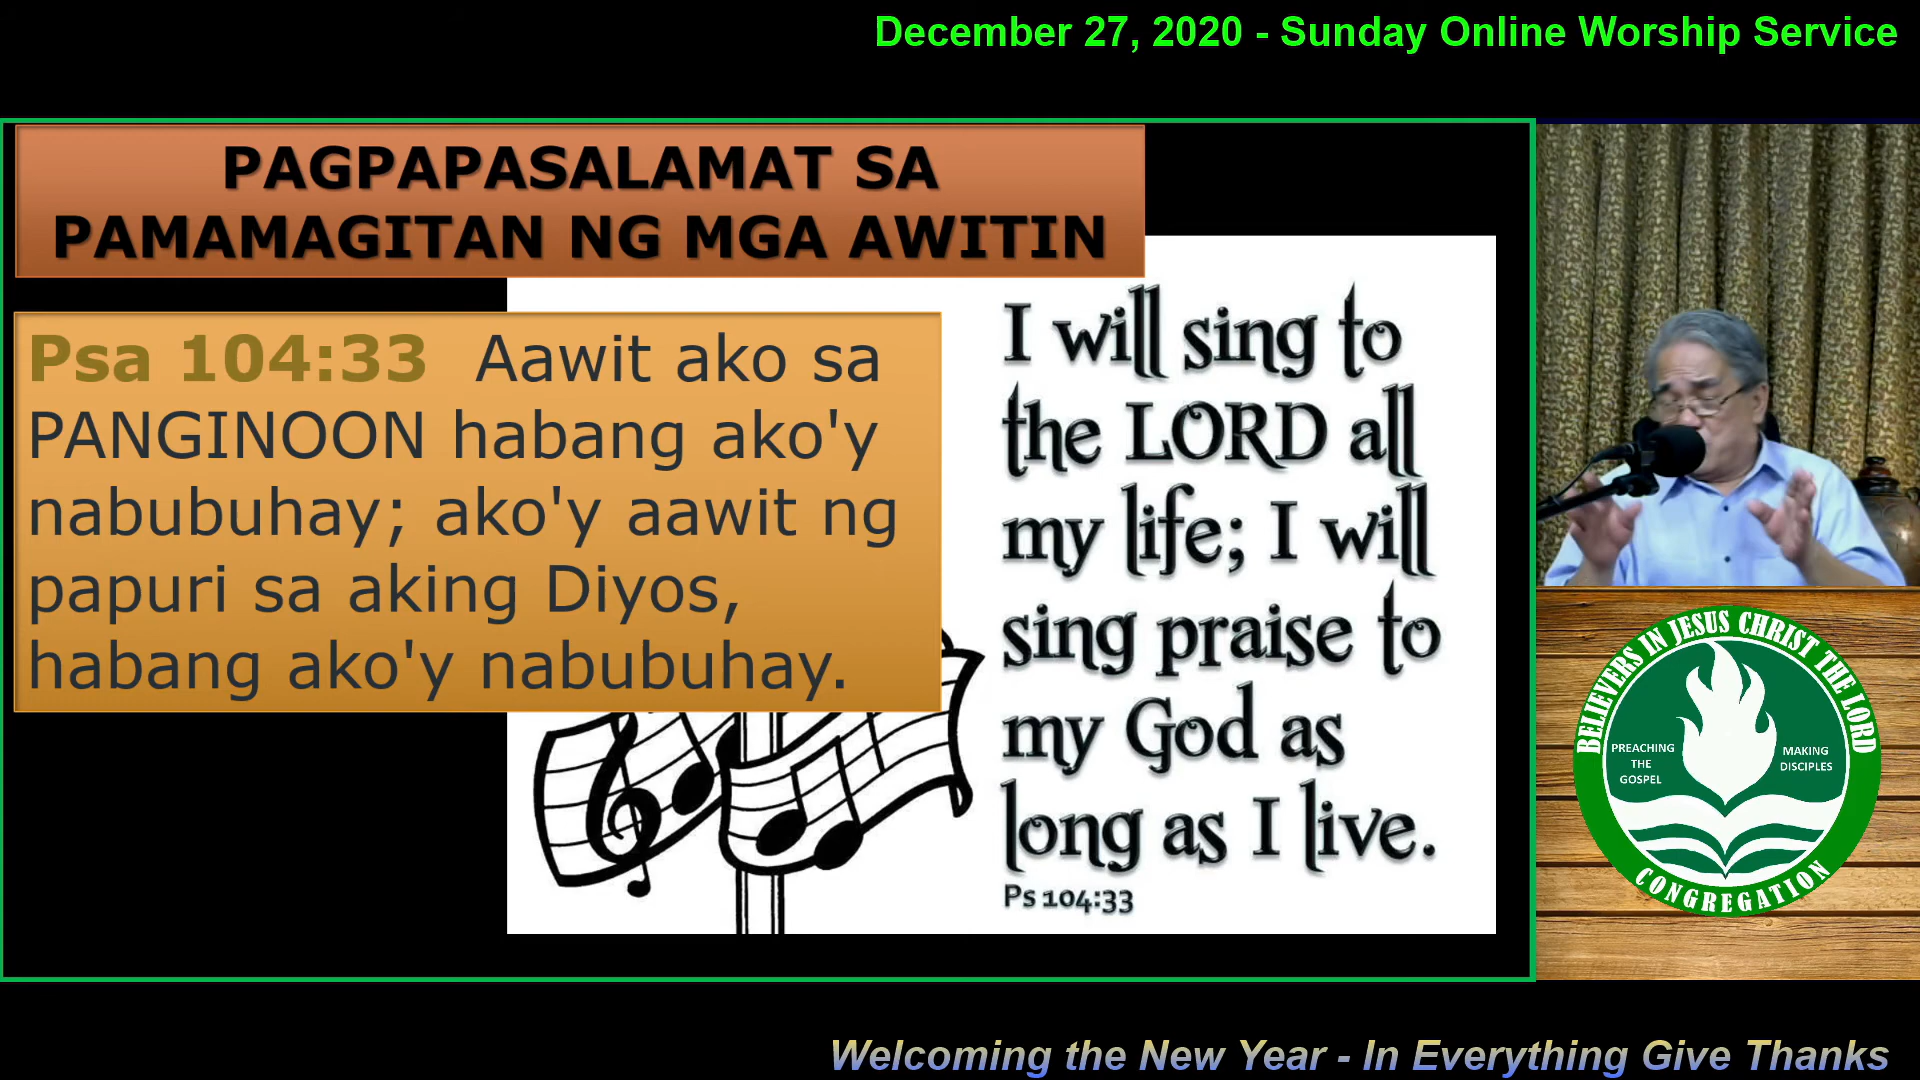 December 27, 2020 - Sunday Online Worship Service
PAGPAPASALAMAT SA
PAMAMAGITAN NG MGA AWITIN
Psa 104:33 Aawit ako sa
PANGINOON habang ako'y
nabubuhay; ako'y aawit ng
papuri sa aking Diyos,
habang ako'y nabubuhay.
I will sing to
the LORD all
my life; I will
sing praise to
my God as
long as I live.
Ps 104:33
BELIEVERS IN JESUS CHRIST THE LORD
PREACHING
THE
GOSPEL
MAKING
DISCIPLES
CONGREGATION
Welcoming the New Year - In Everything Give Thanks